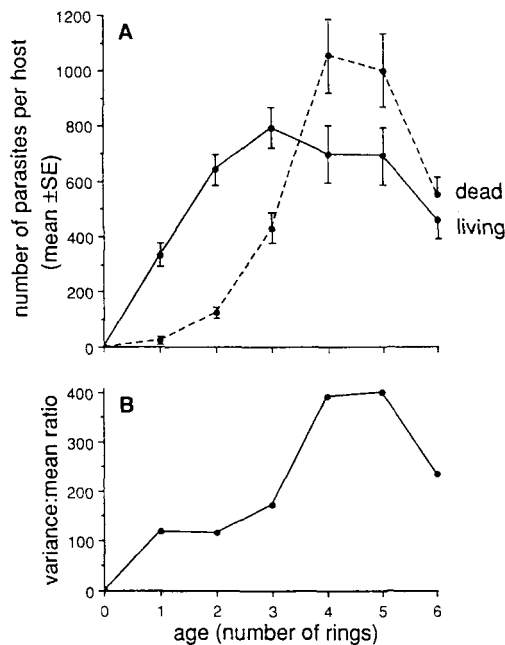 A
number of parasites per host
(mean ±SE)
1200
1000
800
600
400
200
0
dead
living
B
variance:mean ratio
400
300
200
100
0
0 1 2 3 4 5 6
age (number of rings)